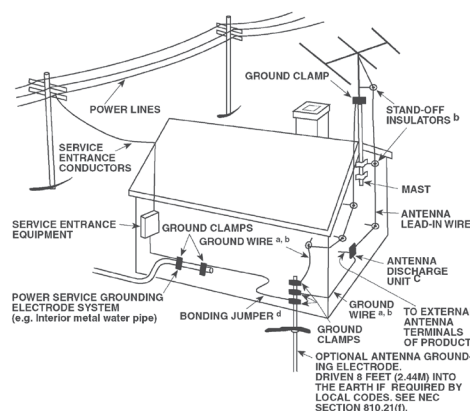 GROUND CLAMP
POWER LINES
STAND-OFF
INSULATORS b
SERVICE
ENTRANCE
CONDUCTORS
MAST
ANTENNA
LEAD-IN WIRE
SERVICE ENTRANCE
EQUIPMENT
GROUND CLAMPS
GROUND WIRE a, b
ANTENNA
DISCHARGE
UNIT C
POWER SERVICE GROUNDING
ELECTRODE SYSTEM
(e.g. Interior metal water pipe)
BONDING JUMPER d
GROUND
WIRE a, b
GROUND
CLAMPS
TO EXTERNA
ANTENNA
TERMINALS
OF PRODUCT
OPTIONAL ANTENNA GROUND-
ING ELECTRODE.
DRIVEN 8 FEET (2.44M) INTO
THE EARTH IF REQUIRED BY
LOCAL CODES. SEE NEC
SECTION 810.21(f).